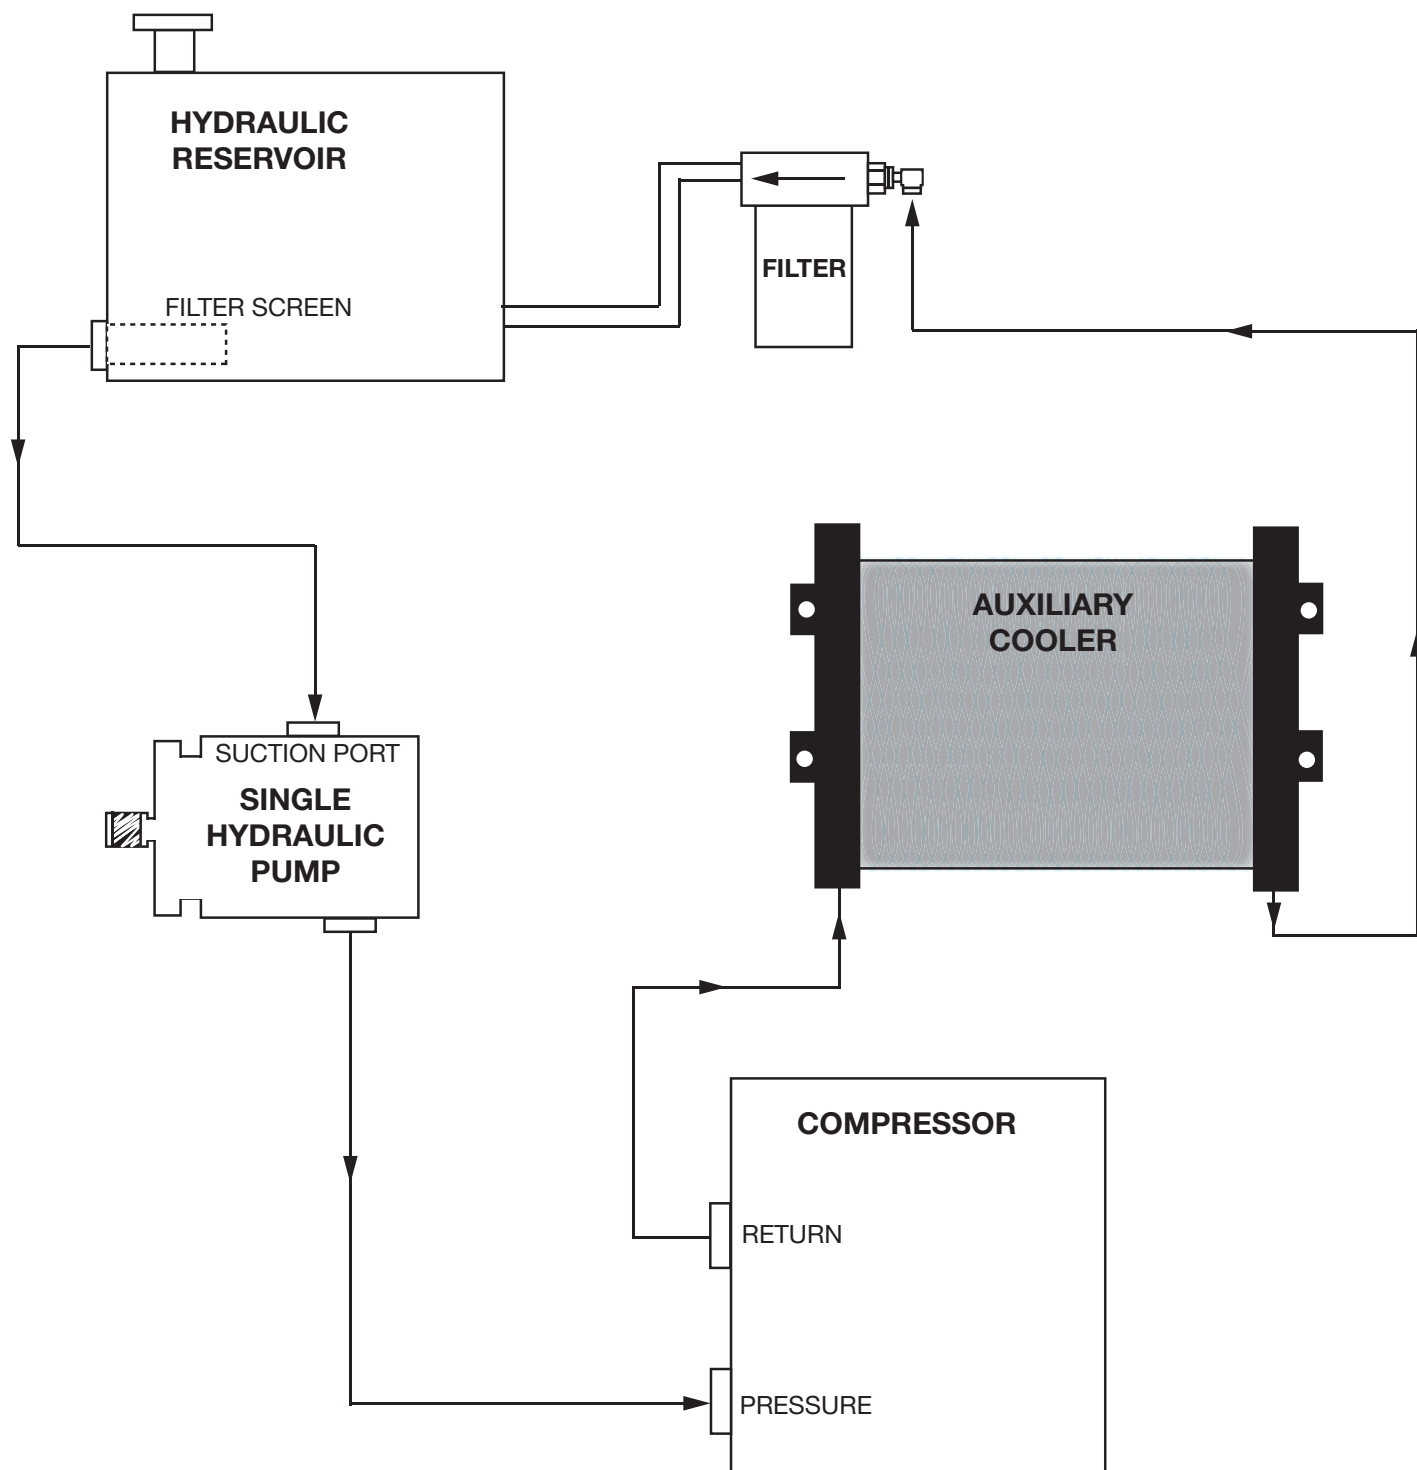 HYDRAULIC
RESERVOIR
FILTER SCREEN
FILTER
AUXILIARY
COOLER
SUCTION PORT
SINGLE
HYDRAULIC
PUMP
COMPRESSOR
RETURN
PRESSURE